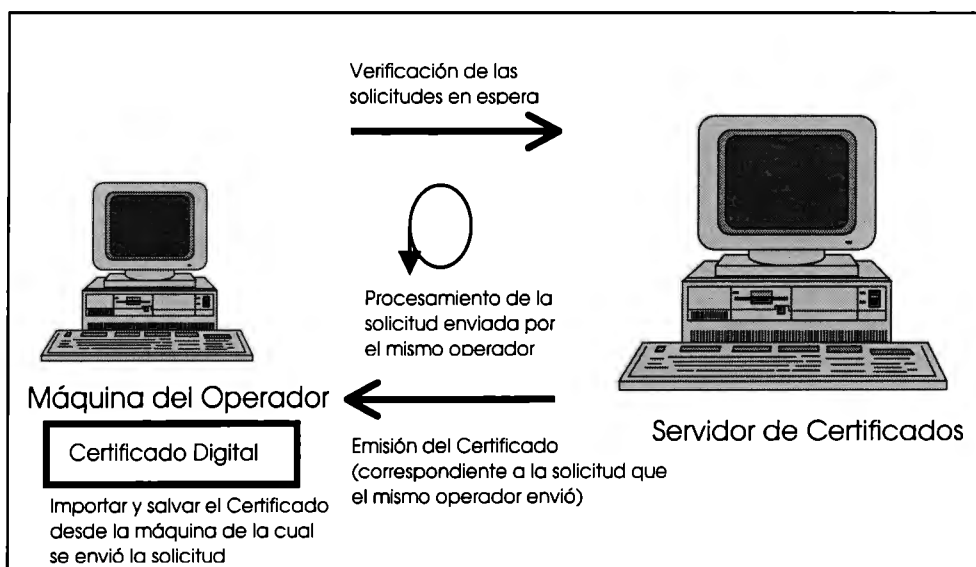 Verificación de las
solicitudes en espera
Procesamiento de la
solicitud enviada por
el mismo operador
Máquina del Operador
Certificado Digital
Importar y salvar el Certificado
desde la máquina de la cual
se envió la solicitud
Emisión del Certificado
(correspondiente a la solicitud que
el mismo operador envió)
Servidor de Certificados